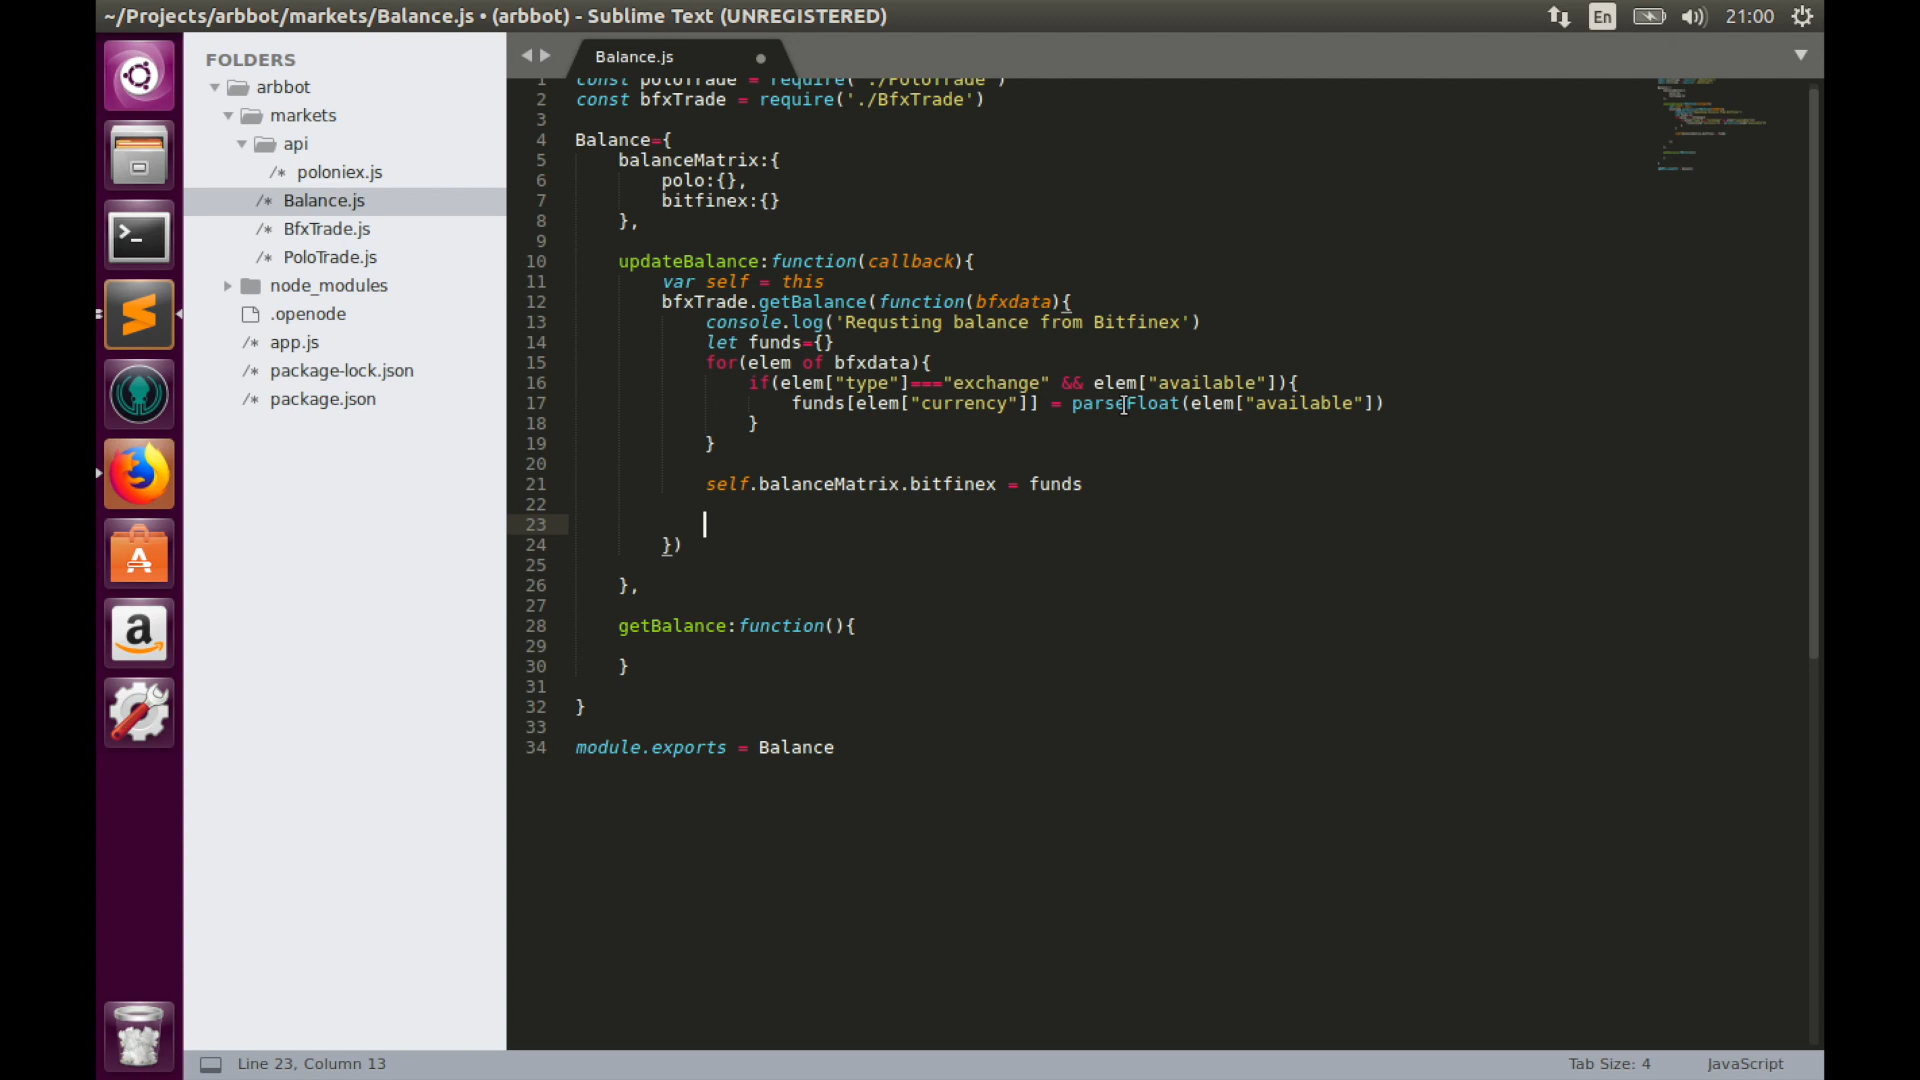 ~/Projects/arbbot/markets/Balance.js • (arbbot) - Sublime Text (UNREGISTERED)
En
21:00
FOLDERS
arbbot
markets
api
/* poloniex.js
/* Balance.js
/* BfxTrade.js
/* PoloTrade.js
node_modules
.openode
/* app.js
/* package-lock.json
/* package.json
Balance.js
1 const poloTrade = require('./PoloTrade')
2 const bfxTrade = require('./BfxTrade')
3
4 Balance={
5 balanceMatrix:{
6 polo:{},
7 bitfinex:{}
8 },
9
10 updateBalance:function(callback){
11 var self = this
12 bfxTrade.getBalance(function(bfxdata){
13 console.log('Requsting balance from Bitfinex')
14 let funds={}
15 for(elem of bfxdata){
16 if(elem["type"]==="exchange" && elem["available"]){
17 funds[elem["currency"]] = parseFloat(elem["available"])
18 }
19 }
20
21 self.balanceMatrix.bitfinex = funds
22
23
24 })
25
26 },
27
28 getBalance:function(){
29
30 }
31
32 }
33
34 module.exports = Balance
Line 23, Column 13
Tab Size: 4
JavaScript